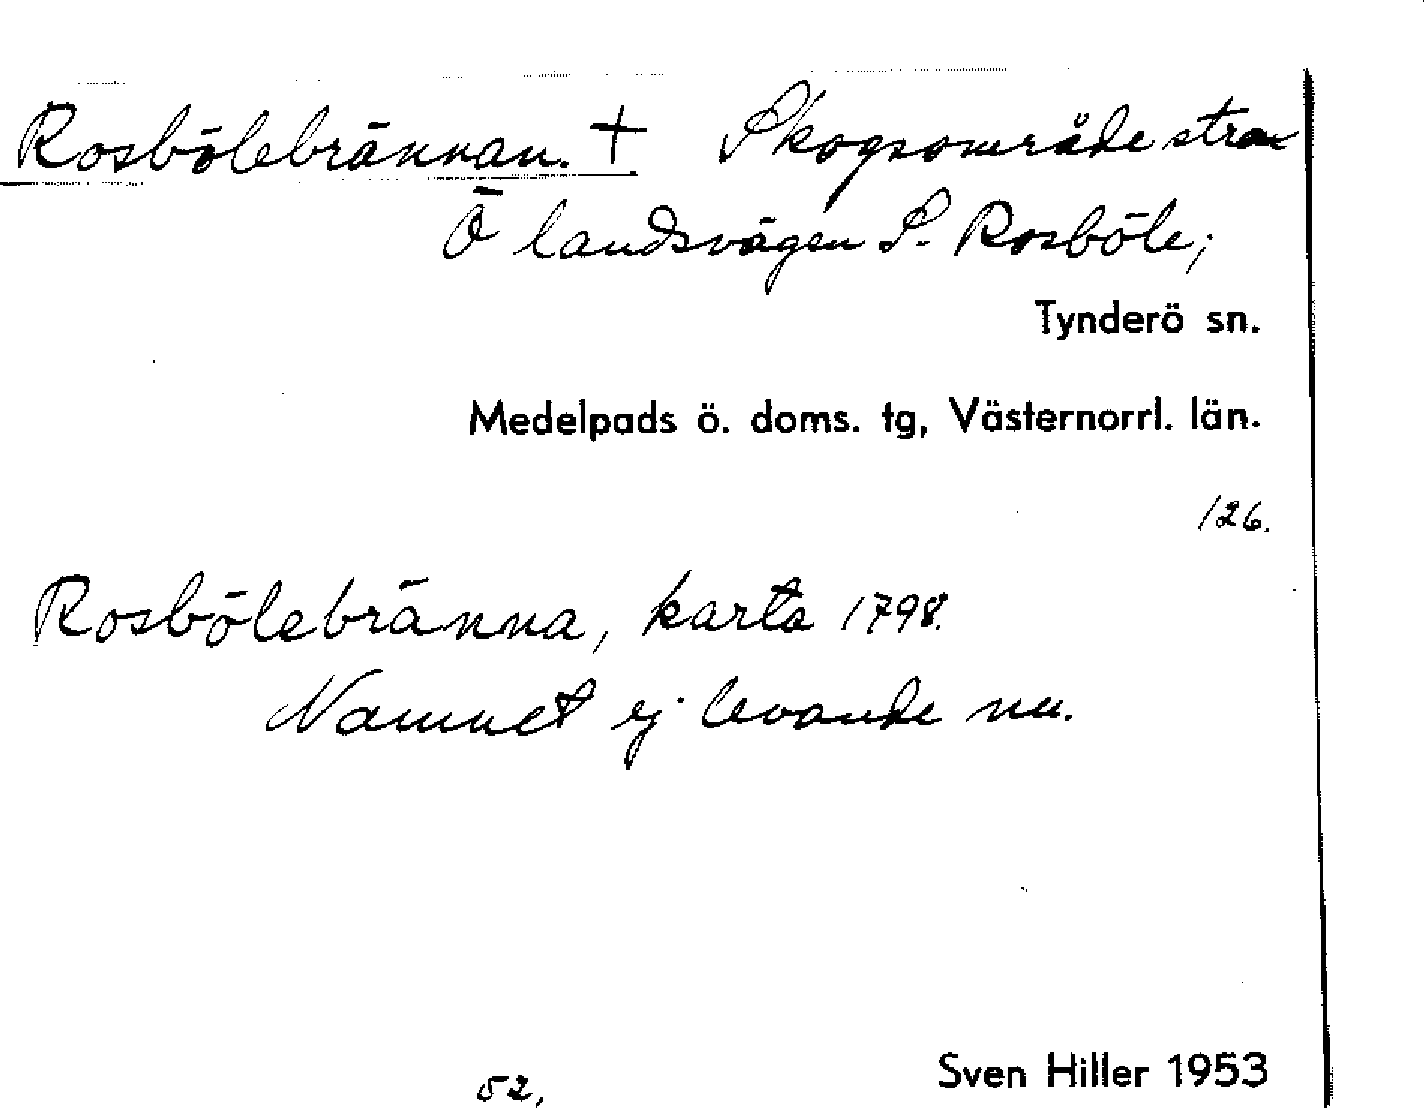 Rosbölebrännan. † Skogsområde strax
Ö landsvägen S. Rosböle;
Tynderö sn.
Medelpads ö. doms. tg, Västernorrl. län.
126.
Rosbölebränna, karta 1798.
Namnet ej levande nu.
52,
Sven Hiller 1953